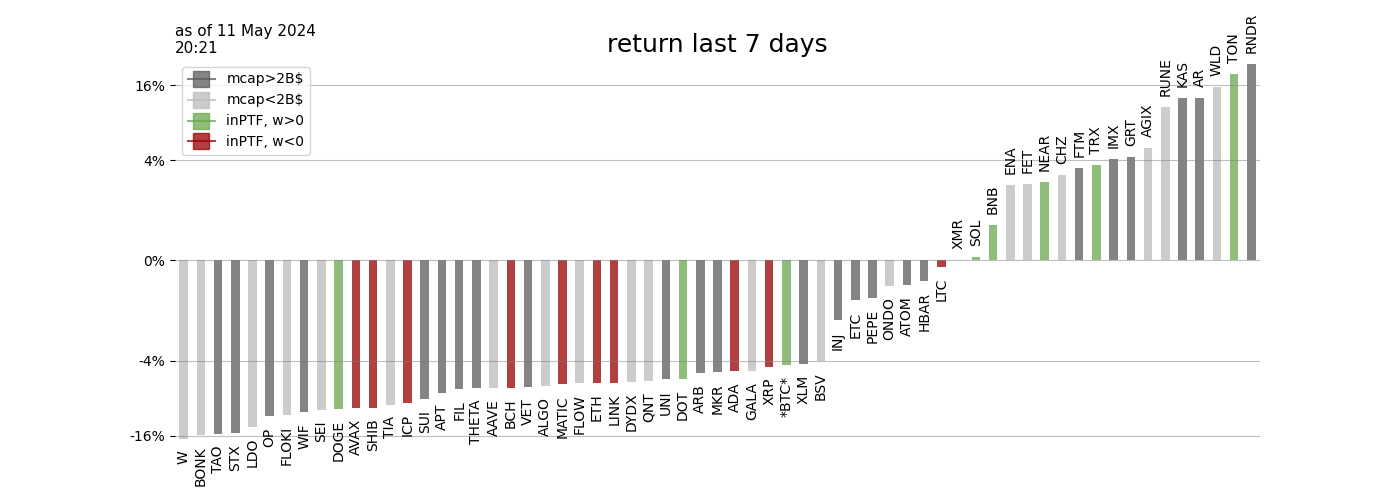 as of 11 May 2024
20:21
return last 7 days
mcap>2B$
mcap<2B$
inPTF, w>0
inPTF, w<0
16%
4%
0%
-4%
-16%
W
BONK
TAO
STX
LDO
OP
FLOKI
WIF
SEI
DOGE
AVAX
SHIB
TIA
ICP
SUI
APT
FIL
THETA
AAVE
BCH
VET
ALGO
MATIC
FLOW
ETH
LINK
DYDX
QNT
UNI
DOT
ARB
MKR
ADA
GALA
XRP
*BTC*
XLM
BSV
INJ
ETC
PEPE
ONDO
ATOM
HBAR
LTC
XMR
SOL
BNB
ENA
FET
NEAR
CHZ
FTM
TRX
IMX
GRT
AGIX
RUNE
KAS
AR
WLD
TON
RNDR